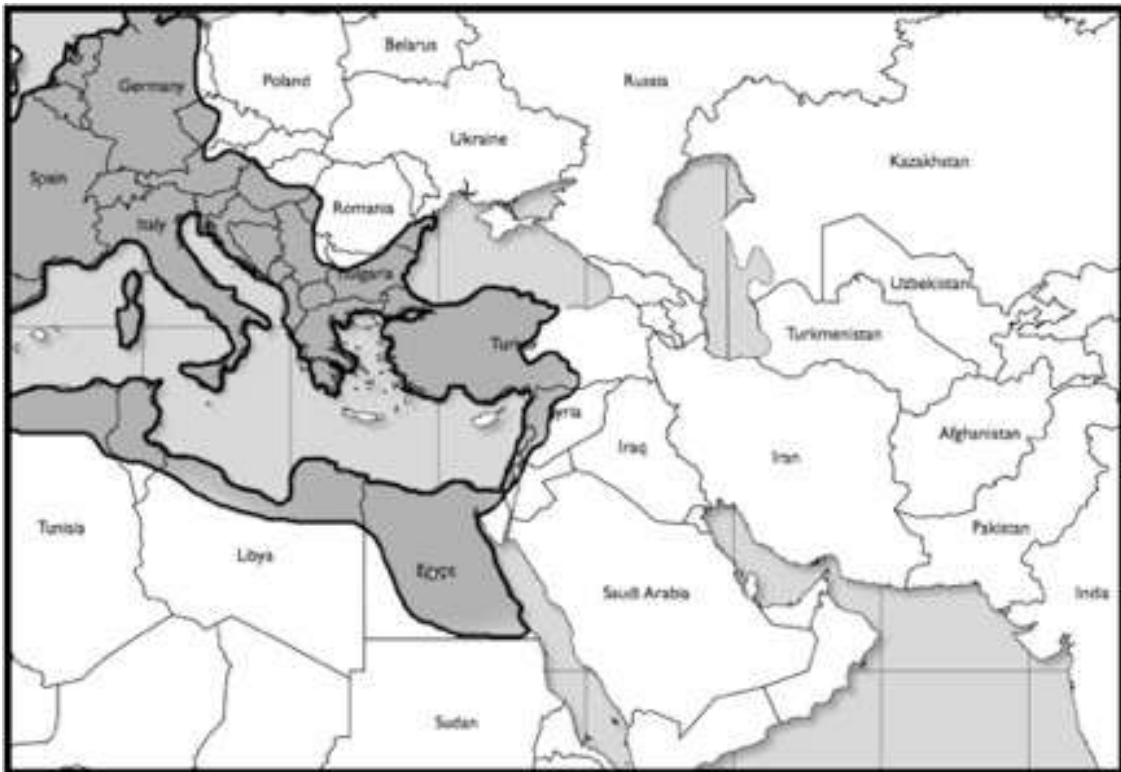 Belarus
Germany
Poland
Russia
Ukraine
Kazakhstan
Spain
Romania
Italy
Bulgaria
Uzbekistan
Turkmenistan
Iraq
Iran
Afghanistan
Tunisia
Libya
Pakistan
Egypt
Saudi Arabia
India
Sudan